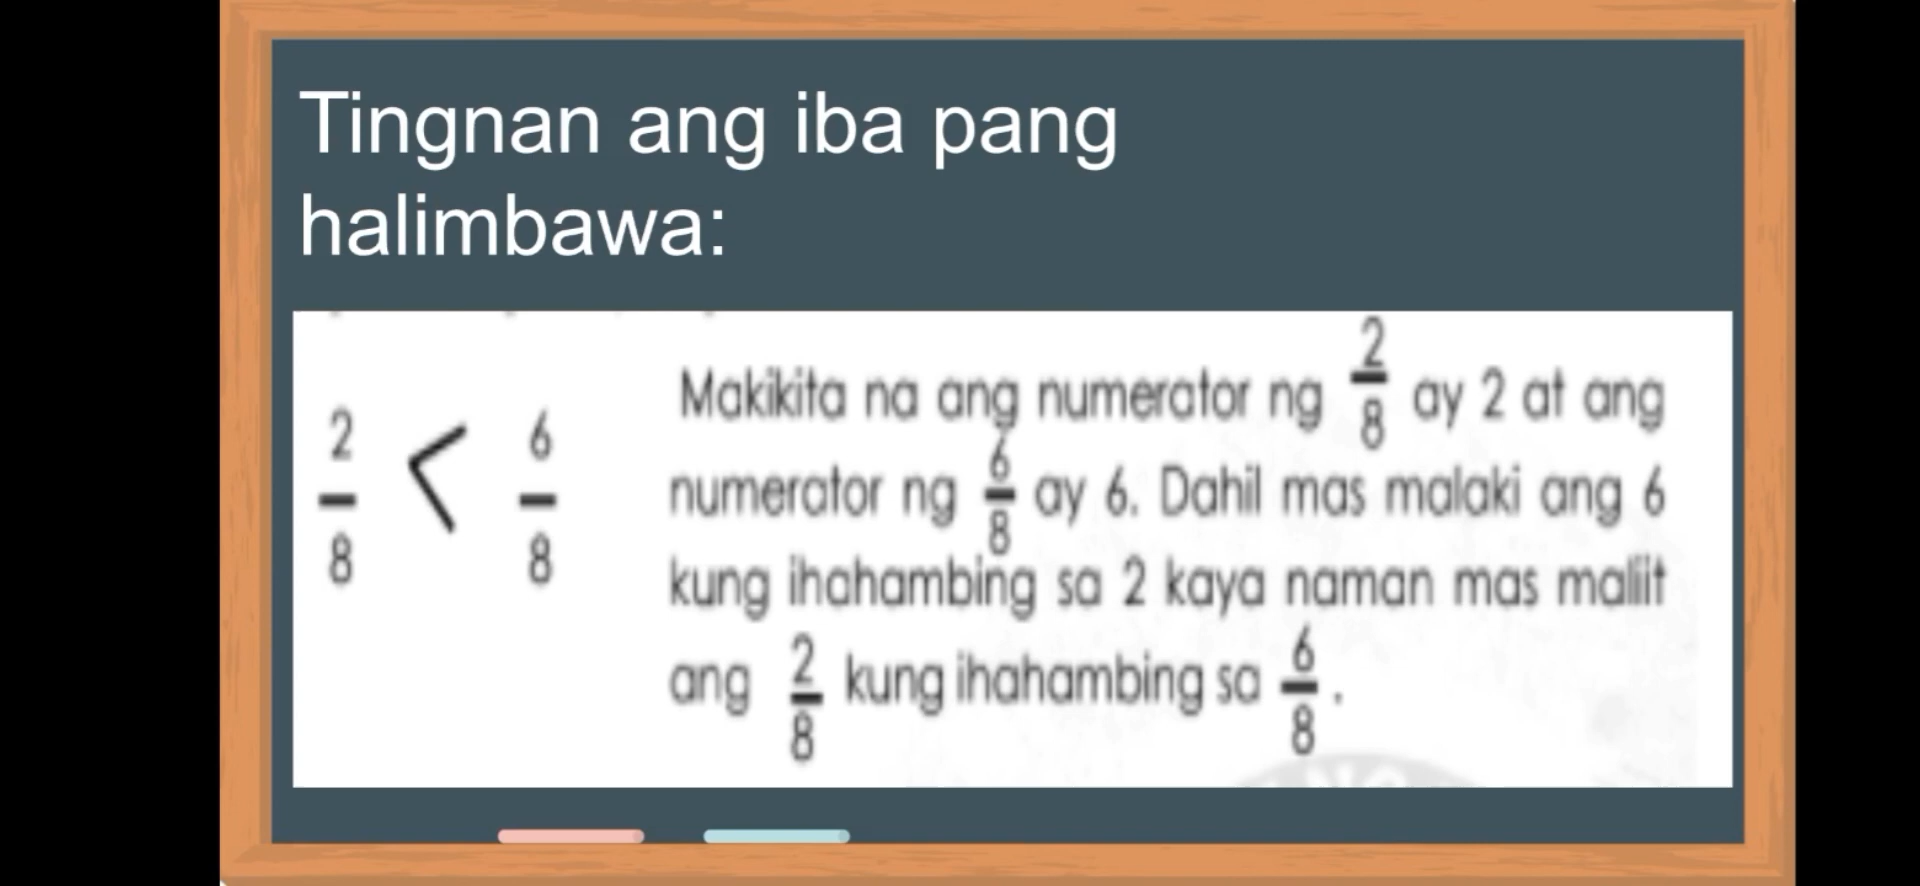 Tingnan ang iba pang
halimbawa:
2/8 < 6/8
Makikita na ang numerator ng 2/8 ay 2 at ang
numerator ng 6/8 ay 6. Dahil mas malaki ang 6
kung ihahambing sa 2 kaya naman mas maliit
ang 2/8 kung ihahambing sa 6/8.